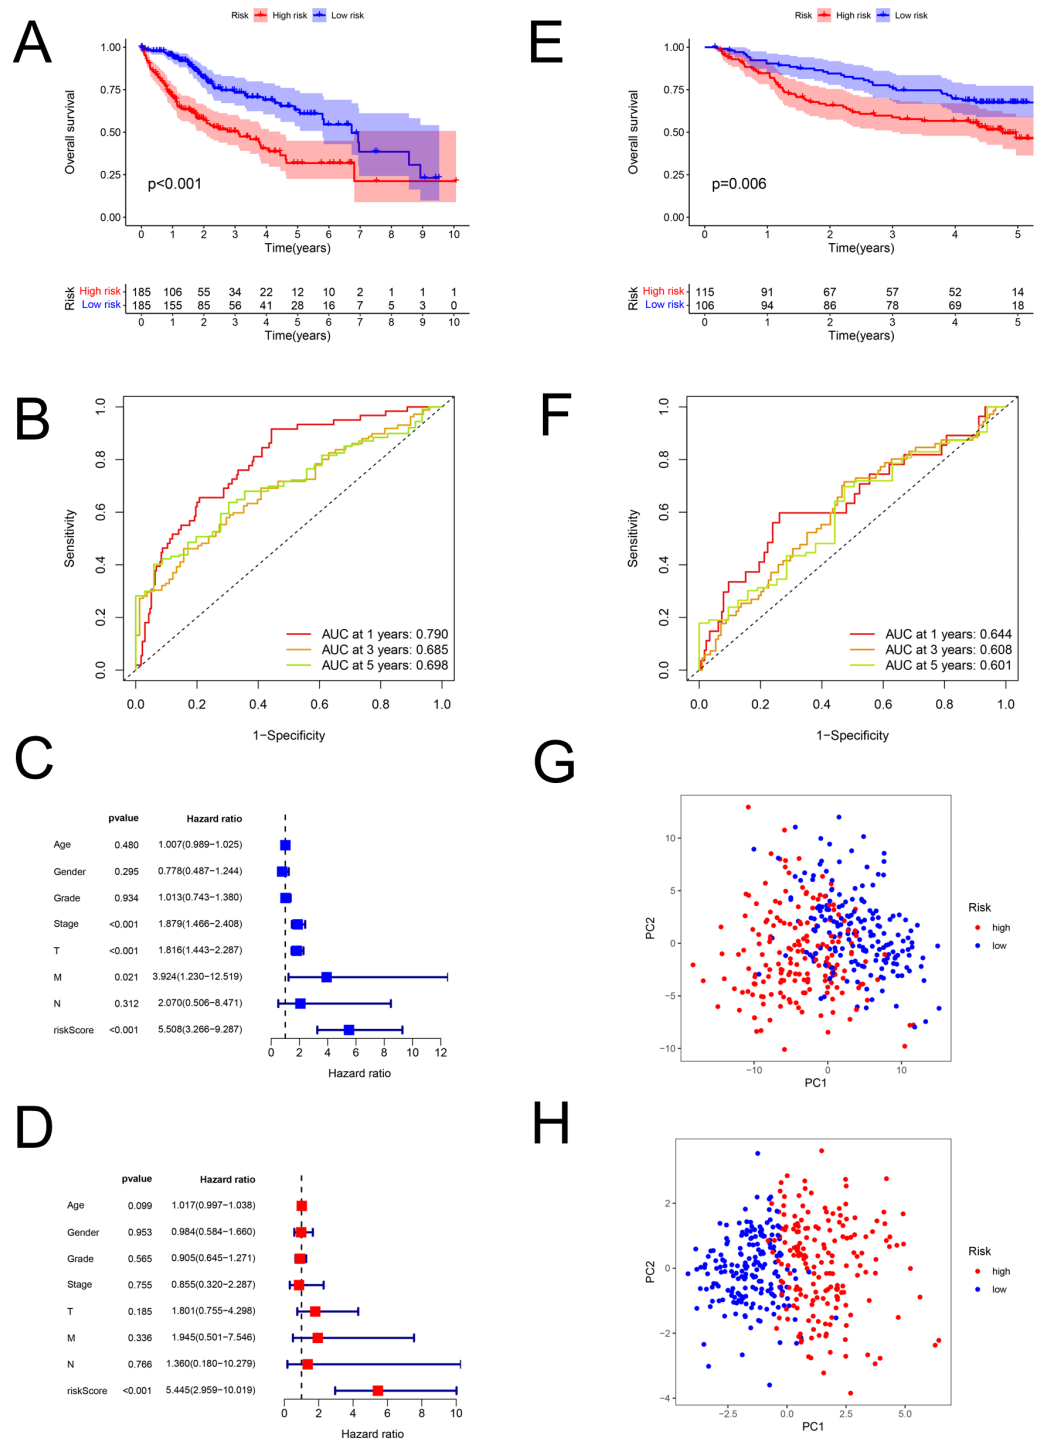 A
Risk High risk Low risk
Overall survival
1.00
0.75
0.50
0.25
0.00
p<0.001
0 1 2 3 4 5 6 7 8 9 10
Time(years)
Risk
High risk 185 106 55 34 22 12 10 2 1 1 1
Low risk 185 155 85 56 41 28 16 7 5 3 0
0 1 2 3 4 5 6 7 8 9 10
Time(years)
E
Risk High risk Low risk
Overall survival
1.00
0.75
0.50
0.25
0.00
p=0.006
0 1 2 3 4 5
Time(years)
Risk
High risk 115 91 67 57 52 14
Low risk 106 94 86 78 69 18
0 1 2 3 4 5
Time(years)
B
Sensitivity
1.0
0.8
0.6
0.4
0.2
0.0
AUC at 1 years: 0.790
AUC at 3 years: 0.685
AUC at 5 years: 0.698
0.0 0.2 0.4 0.6 0.8 1.0
1−Specificity
F
Sensitivity
1.0
0.8
0.6
0.4
0.2
0.0
AUC at 1 years: 0.644
AUC at 3 years: 0.608
AUC at 5 years: 0.601
0.0 0.2 0.4 0.6 0.8 1.0
1−Specificity
C
pvalue Hazard ratio
Age 0.480 1.007(0.989−1.025)
Gender 0.295 0.778(0.487−1.244)
Grade 0.934 1.013(0.743−1.380)
Stage <0.001 1.879(1.466−2.408)
T <0.001 1.816(1.443−2.287)
M 0.021 3.924(1.230−12.519)
N 0.312 2.070(0.506−8.471)
riskScore <0.001 5.508(3.266−9.287)
0 2 4 6 8 10 12
Hazard ratio
G
PC2
10
5
0
−5
−10
−10 0 10
PC1
Risk
high
low
D
pvalue Hazard ratio
Age 0.099 1.017(0.997−1.038)
Gender 0.953 0.984(0.584−1.660)
Grade 0.565 0.905(0.645−1.271)
Stage 0.755 0.855(0.320−2.287)
T 0.185 1.801(0.755−4.298)
M 0.336 1.945(0.501−7.546)
N 0.766 1.360(0.180−10.279)
riskScore <0.001 5.445(2.959−10.019)
0 2 4 6 8 10
Hazard ratio
H
PC2
2
0
−2
−4
−2.5 0.0 2.5 5.0
PC1
Risk
high
low